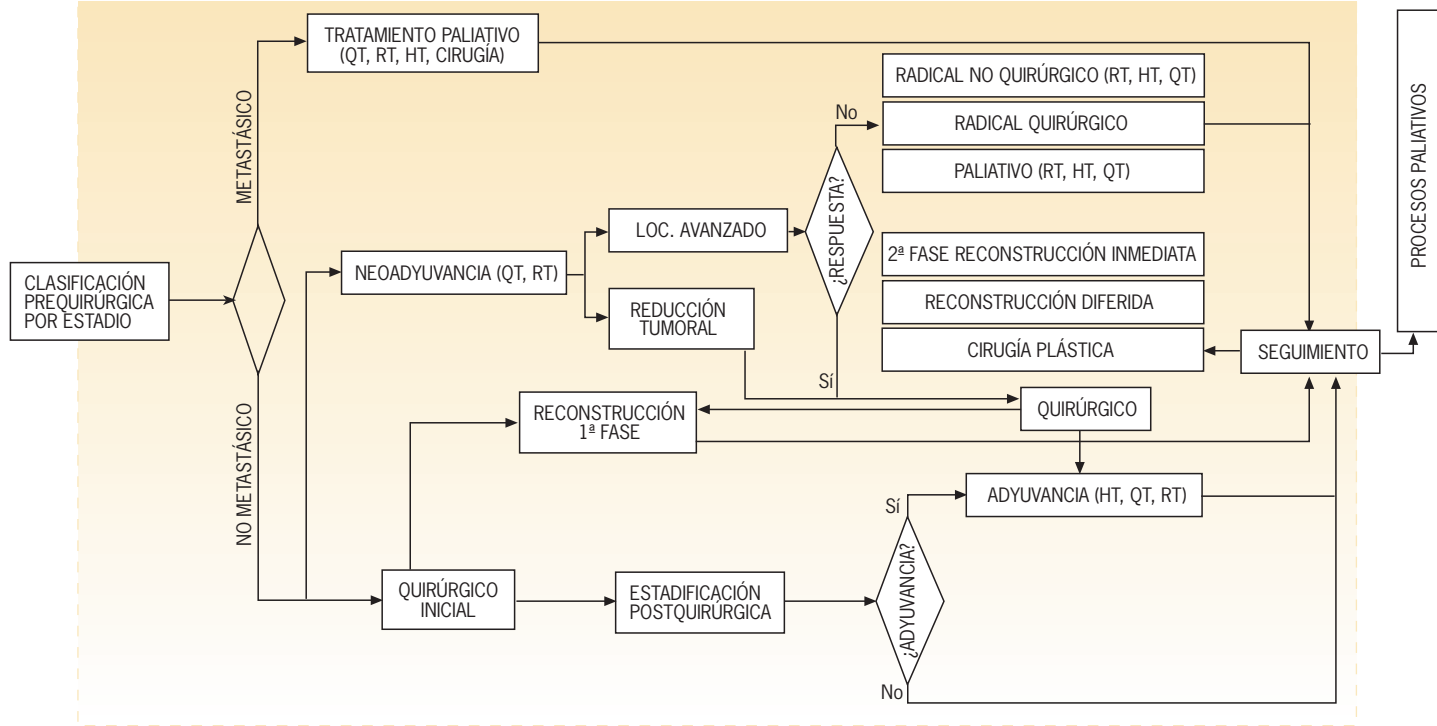 TRATAMIENTO PALIATIVO
(QT, RT, HT, CIRUGÍA)
METASTÁSICO
RADICAL NO QUIRÚRGICO (RT, HT, QT)
No
RADICAL QUIRÚRGICO
PALIATIVO (RT, HT, QT)
¿RESPUESTA?
PROCESOS PALIATIVOS
LOC. AVANZADO
CLASIFICACIÓN
PREQUIRÚRGICA
POR ESTADIO
NEOADYUVANCIA (QT, RT)
2ª FASE RECONSTRUCCIÓN INMEDIATA
REDUCCIÓN
TUMORAL
RECONSTRUCCIÓN DIFERIDA
CIRUGÍA PLÁSTICA
SEGUIMIENTO
Sí
NO METASTÁSICO
RECONSTRUCCIÓN
1ª FASE
QUIRÚRGICO
ADYUVANCIA (HT, QT, RT)
Sí
¿ADYUVANCIA?
QUIRÚRGICO
INICIAL
ESTADIFICACIÓN
POSTQUIRÚRGICA
No